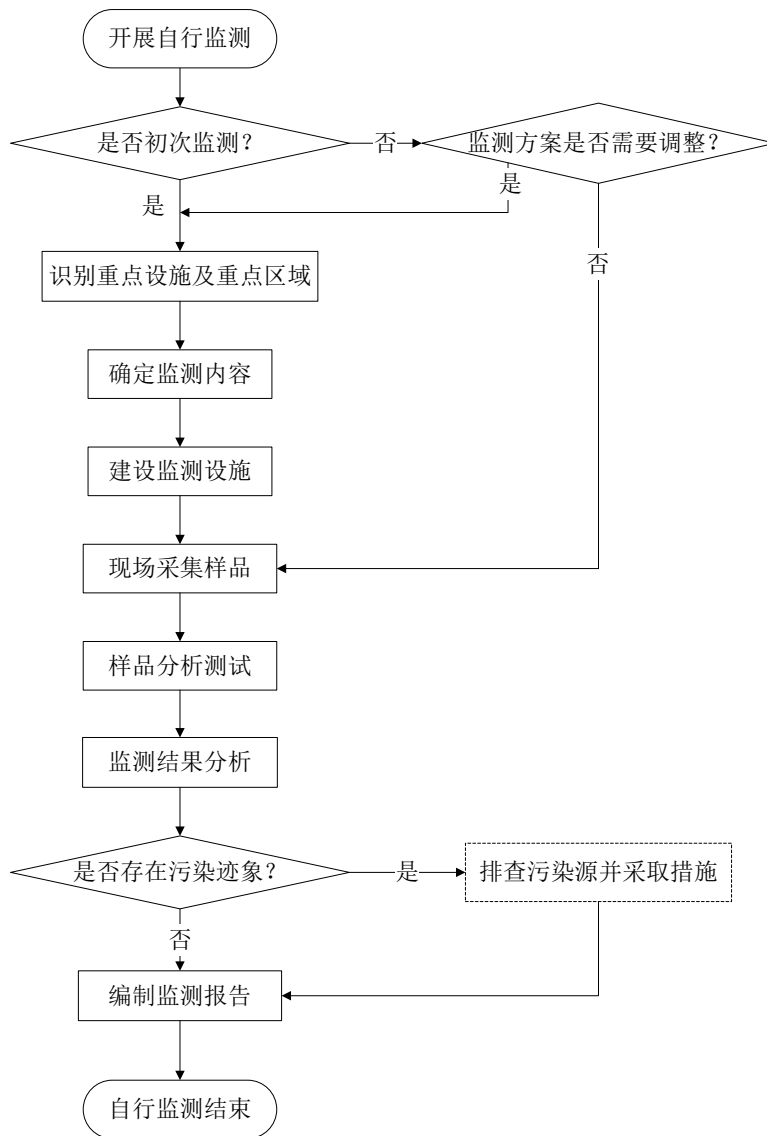 开展自行监测
是否初次监测？
否
监测方案是否需要调整？
是
是
识别重点设施及重点区域
否
确定监测内容
建设监测设施
现场采集样品
样品分析测试
监测结果分析
是否存在污染迹象？
是
排查污染源并采取措施
否
编制监测报告
自行监测结束